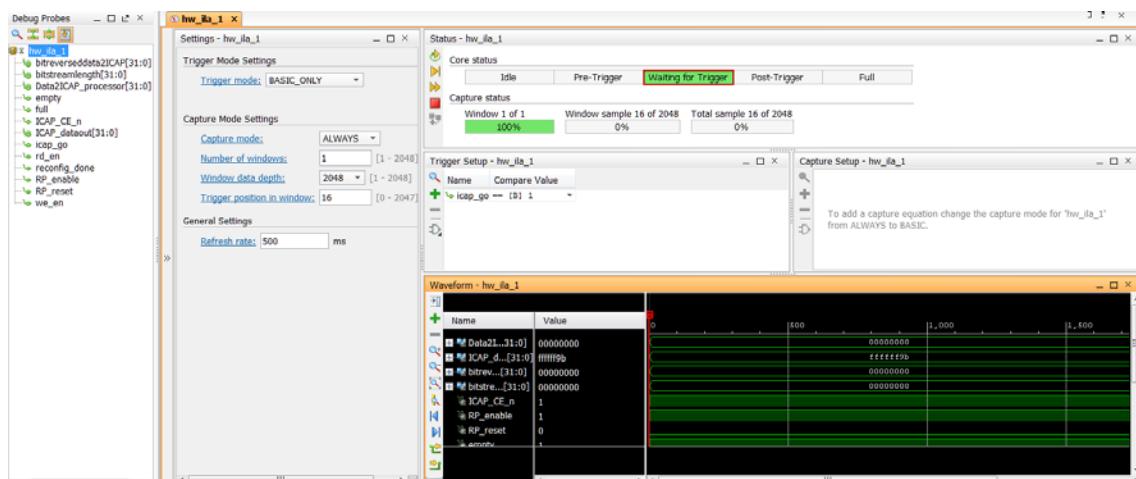 Debug Probes
hw_ila_1
bitreverseddata2ICAP[31:0]
bitstreamlength[31:0]
Data2ICAP_processor[31:0]
empty
full
ICAP_CE_n
ICAP_dataout[31:0]
icap_go
rd_en
reconfig_done
RP_enable
RP_reset
we_en
hw_ila_1
Settings - hw_ila_1
Trigger Mode Settings
Trigger mode: BASIC_ONLY
Capture Mode Settings
Capture mode: ALWAYS
Number of windows: 1 [1 - 2048]
Window data depth: 2048 [1 - 2048]
Trigger position in window: 16 [0 - 2047]
General Settings
Refresh rate: 500 ms
Status - hw_ila_1
Core status
Idle Pre-Trigger Waiting for Trigger Post-Trigger Full
Capture status
Window 1 of 1 Window sample 16 of 2048 Total sample 16 of 2048
100% 0% 0%
Trigger Setup - hw_ila_1
Name Compare Value
icap_go == [B] 1
Capture Setup - hw_ila_1
To add a capture equation change the capture mode for 'hw_ila_1'
from ALWAYS to BASIC.
Waveform - hw_ila_1
Name Value
0 500 1,000 1,500
Data2I...31:0] 00000000 00000000
ICAP_d...[31:0] ffffff9b ffffff9b
bitrev...[31:0] 00000000 00000000
bitstre...[31:0] 00000000 00000000
ICAP_CE_n 1
RP_enable 1
RP_reset 0
empty 1